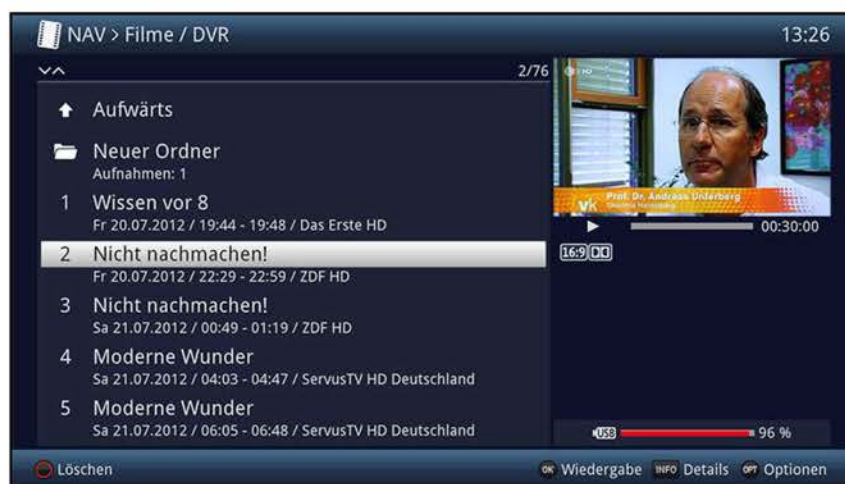 NAV > Filme / DVR
13:26
2/76
Aufwärts
Neuer Ordner
Aufnahmen: 1
1 Wissen vor 8
Fr 20.07.2012 / 19:44 - 19:48 / Das Erste HD
2 Nicht nachmachen!
Fr 20.07.2012 / 22:29 - 22:59 / ZDF HD
3 Nicht nachmachen!
Sa 21.07.2012 / 00:49 - 01:19 / ZDF HD
4 Moderne Wunder
Sa 21.07.2012 / 04:03 - 04:47 / ServusTV HD Deutschland
5 Moderne Wunder
Sa 21.07.2012 / 06:05 - 06:48 / ServusTV HD Deutschland
HD
vk Prof. Dr. Andreas Unterberg
00:30:00
16:9
USB 96 %
Löschen
OK Wiedergabe INFO Details OPT Optionen